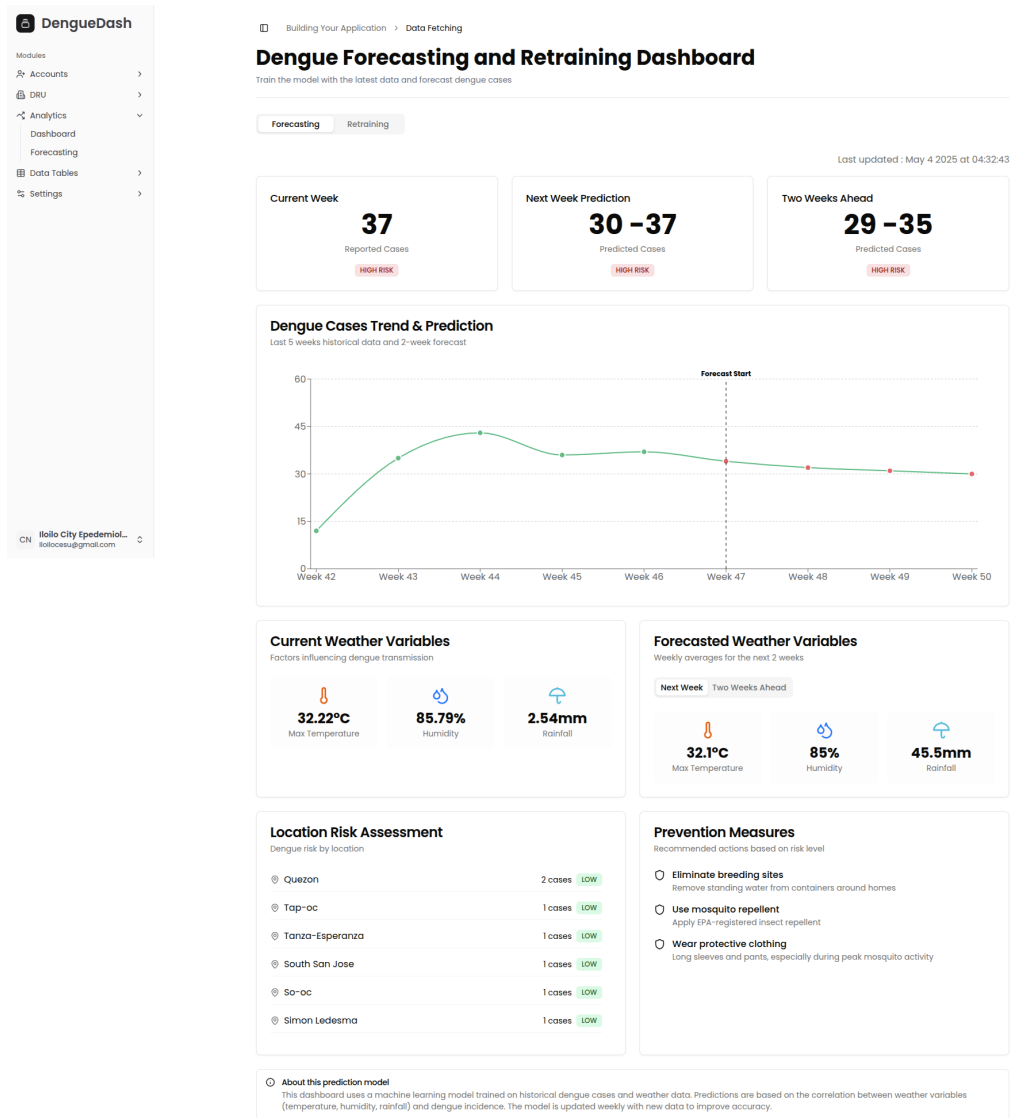 DengueDash
Modules
Accounts
DRU
Analytics
Dashboard
Forecasting
Data Tables
Settings
CN
Iloilo City Epedemiol...
iloilocesu@gmail.com
Building Your Application > Data Fetching
Dengue Forecasting and Retraining Dashboard
Train the model with the latest data and forecast dengue cases
Forecasting Retraining
Last updated : May 4 2025 at 04:32:43
Current Week
37
Reported Cases
HIGH RISK
Next Week Prediction
30 -37
Predicted Cases
HIGH RISK
Two Weeks Ahead
29 -35
Predicted Cases
HIGH RISK
Dengue Cases Trend & Prediction
Last 5 weeks historical data and 2-week forecast
Forecast Start
60
45
30
15
0
Week 42 Week 43 Week 44 Week 45 Week 46 Week 47 Week 48 Week 49 Week 50
Current Weather Variables
Factors influencing dengue transmission
32.22°C
Max Temperature
85.79%
Humidity
2.54mm
Rainfall
Forecasted Weather Variables
Weekly averages for the next 2 weeks
Next Week Two Weeks Ahead
32.1°C
Max Temperature
85%
Humidity
45.5mm
Rainfall
Location Risk Assessment
Dengue risk by location
Quezon 2 cases LOW
Tap-oc 1 cases LOW
Tanza-Esperanza 1 cases LOW
South San Jose 1 cases LOW
So-oc 1 cases LOW
Simon Ledesma 1 cases LOW
Prevention Measures
Recommended actions based on risk level
Eliminate breeding sites
Remove standing water from containers around homes
Use mosquito repellent
Apply EPA-registered insect repellent
Wear protective clothing
Long sleeves and pants, especially during peak mosquito activity
About this prediction model
This dashboard uses a machine learning model trained on historical dengue cases and weather data. Predictions are based on the correlation between weather variables
(temperature, humidity, rainfall) and dengue incidence. The model is updated weekly with new data to improve accuracy.